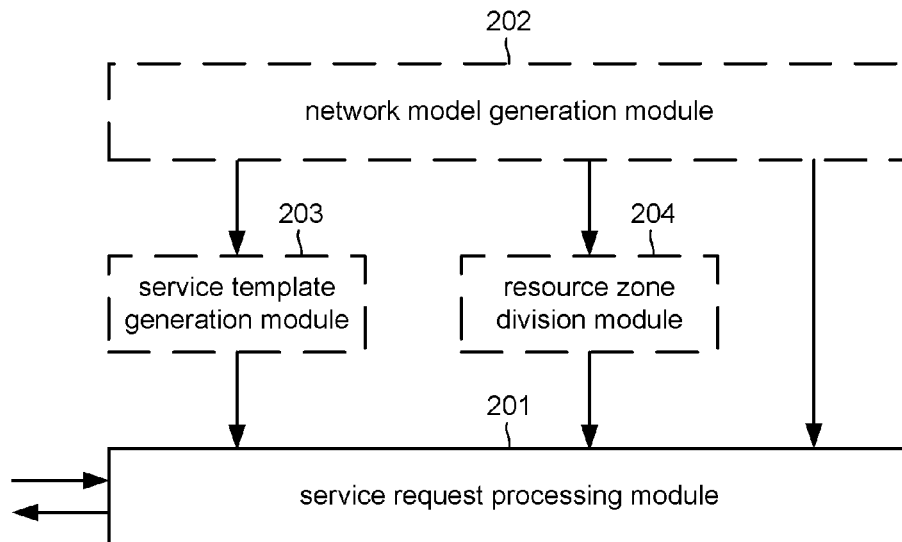 202
network model generation module
203
204
service template
generation module
resource zone
division module
201
service request processing module